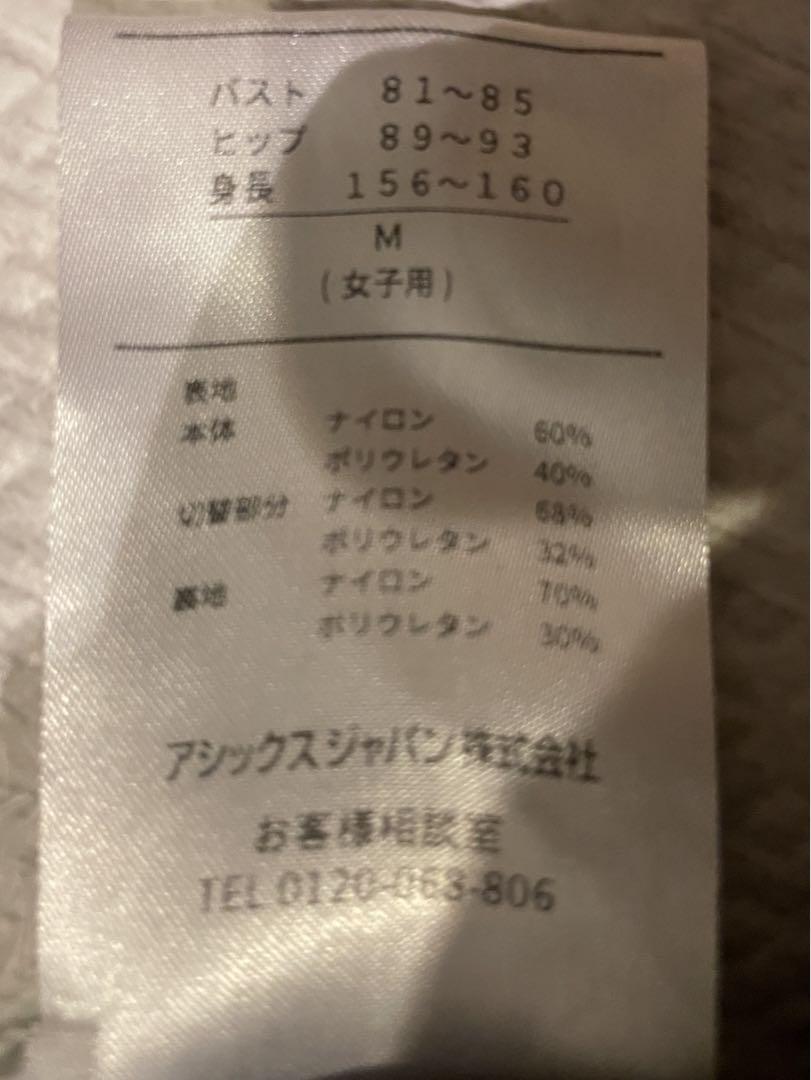 バスト 81〜85
ヒップ 89〜93
身長 156〜160
M
(女子用)
表地
本体 ナイロン 60%
ポリウレタン 40%
切替部分 ナイロン 68%
ポリウレタン 32%
裏地 ナイロン 70%
ポリウレタン 30%
アシックスジャパン株式会社
お客様相談室
TEL 0120-068-806